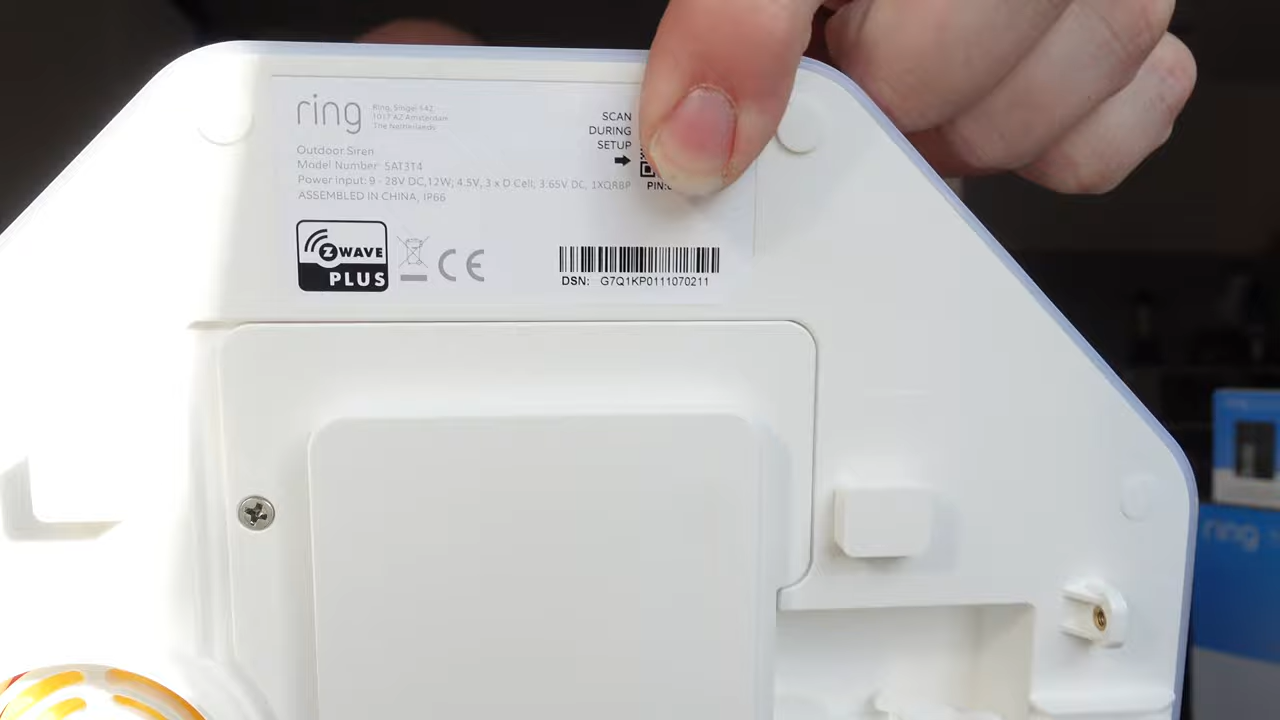 ring
Ring, Singel 542,
1017 AZ Amsterdam
The Netherlands
Outdoor Siren
Model Number: 5AT3T4
Power input: 9 - 28V DC,12W; 4.5V, 3 x D Cell; 3.65V DC, 1XQR8P
ASSEMBLED IN CHINA, IP66
SCAN
DURING
SETUP
PIN:
Z WAVE
PLUS
CE
DSN: G7Q1KP0111070211
ring
ring